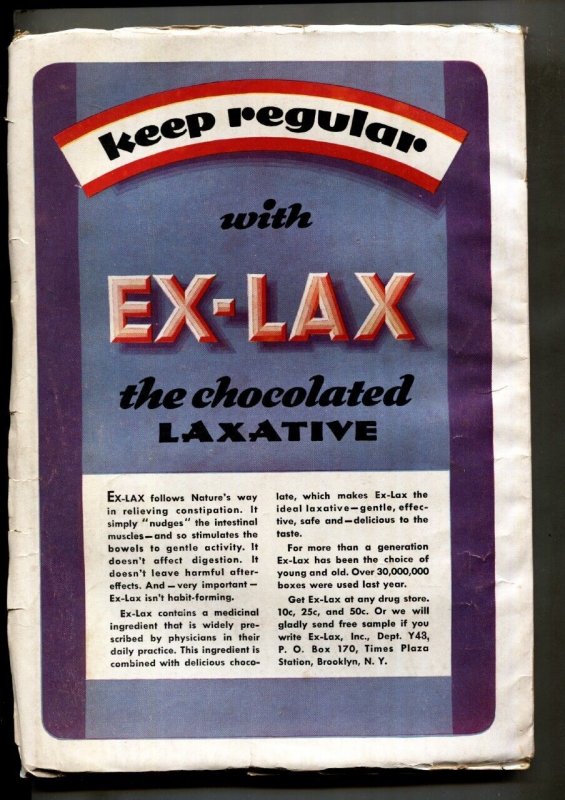 keep regular
with
EX-LAX
the chocolated
LAXATIVE
EX-LAX follows Nature's way
in relieving constipation. It
simply "nudges" the intestinal
muscles—and so stimulates the
bowels to gentle activity. It
doesn't affect digestion. It
doesn't leave harmful after-
effects. And—very important—
Ex-Lax isn't habit-forming.
Ex-Lax contains a medicinal
ingredient that is widely pre-
scribed by physicians in their
daily practice. This ingredient is
combined with delicious choco-
late, which makes Ex-Lax the
ideal laxative—gentle, effec-
tive, safe and—delicious to the
taste.
For more than a generation
Ex-Lax has been the choice of
young and old. Over 30,000,000
boxes were used last year.
Get Ex-Lax at any drug store.
10c, 25c, and 50c. Or we will
gladly send free sample if you
write Ex-Lax, Inc., Dept. Y43,
P. O. Box 170, Times Plaza
Station, Brooklyn, N. Y.